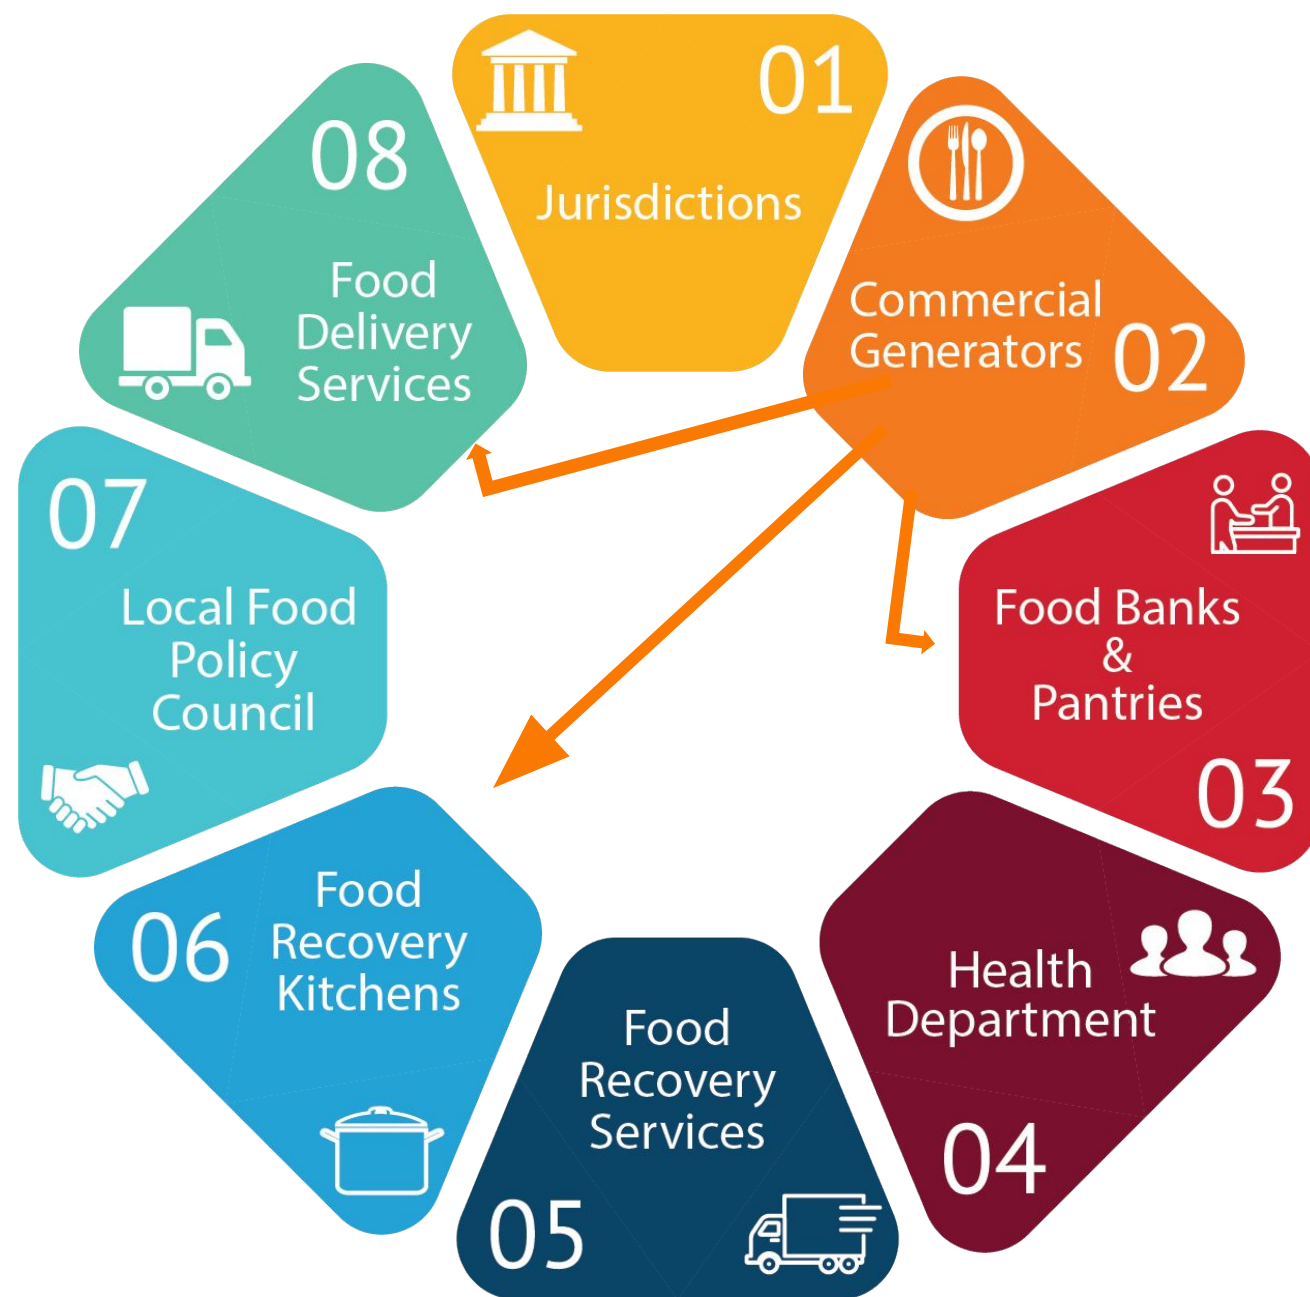 01
Jurisdictions
Commercial
Generators
02
Food Banks
&
Pantries
03
Health
Department
04
Food
Recovery
Services
05
Food
Recovery
Kitchens
06
07
Local Food
Policy
Council
08
Food
Delivery
Services